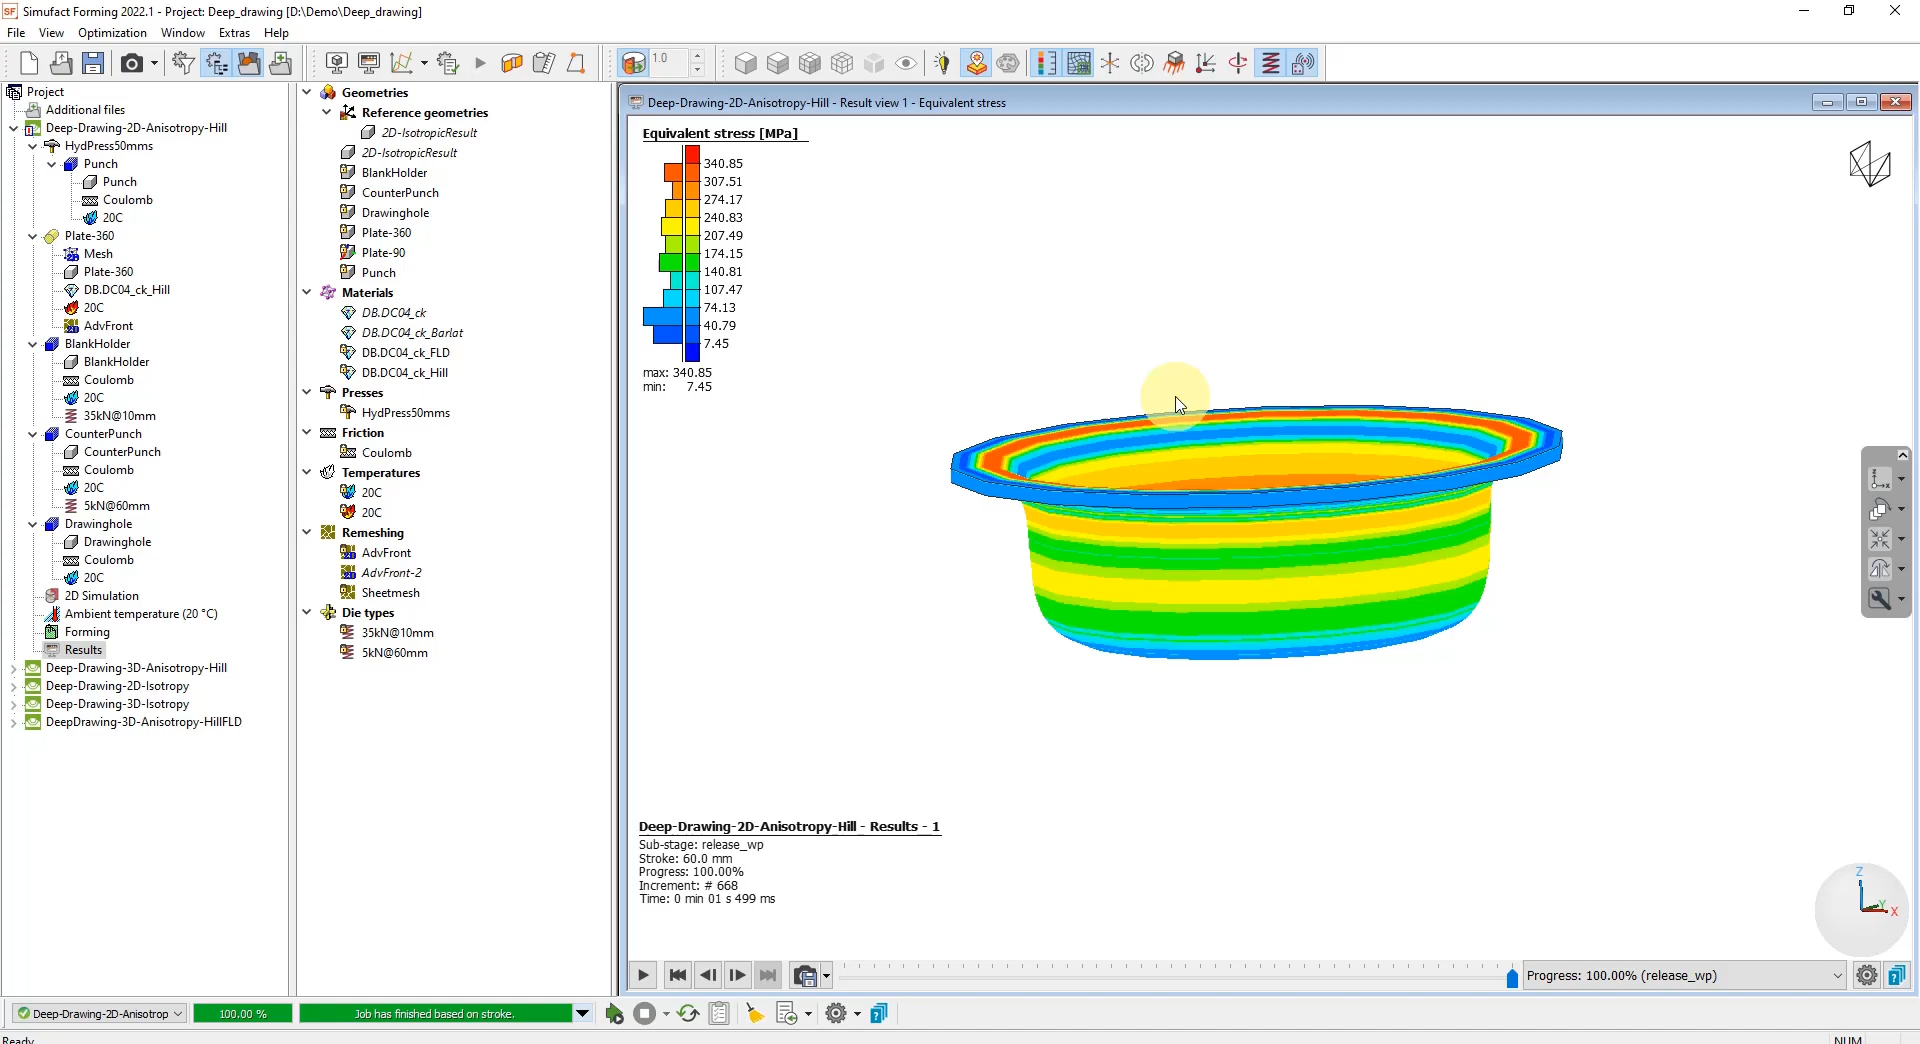 SF Simufact Forming 2022.1 - Project: Deep_drawing [D:\Demo\Deep_drawing]
File View Optimization Window Extras Help
1.0
Project
Additional files
Deep-Drawing-2D-Anisotropy-Hill
HydPress50mms
Punch
Punch
Coulomb
20C
Plate-360
Mesh
Plate-360
DB.DC04_ck_Hill
20C
AdvFront
BlankHolder
BlankHolder
Coulomb
20C
35kN@10mm
CounterPunch
CounterPunch
Coulomb
20C
5kN@60mm
Drawinghole
Drawinghole
Coulomb
20C
2D Simulation
Ambient temperature (20 °C)
Forming
Results
Deep-Drawing-3D-Anisotropy-Hill
Deep-Drawing-2D-Isotropy
Deep-Drawing-3D-Isotropy
DeepDrawing-3D-Anisotropy-HillFLD
Geometries
Reference geometries
2D-IsotropicResult
2D-IsotropicResult
BlankHolder
CounterPunch
Drawinghole
Plate-360
Plate-90
Punch
Materials
DB.DC04_ck
DB.DC04_ck_Barlat
DB.DC04_ck_FLD
DB.DC04_ck_Hill
Presses
HydPress50mms
Friction
Coulomb
Temperatures
20C
20C
Remeshing
AdvFront
AdvFront-2
Sheetmesh
Die types
35kN@10mm
5kN@60mm
Deep-Drawing-2D-Anisotropy-Hill - Result view 1 - Equivalent stress
Equivalent stress [MPa]
340.85
307.51
274.17
240.83
207.49
174.15
140.81
107.47
74.13
40.79
7.45
max: 340.85
min: 7.45
Deep-Drawing-2D-Anisotropy-Hill - Results - 1
Sub-stage: release_wp
Stroke: 60.0 mm
Progress: 100.00%
Increment: # 668
Time: 0 min 01 s 499 ms
Z
Y
X
Progress: 100.00% (release_wp)
Deep-Drawing-2D-Anisotrop
100.00 %
Job has finished based on stroke.
Ready
NUM